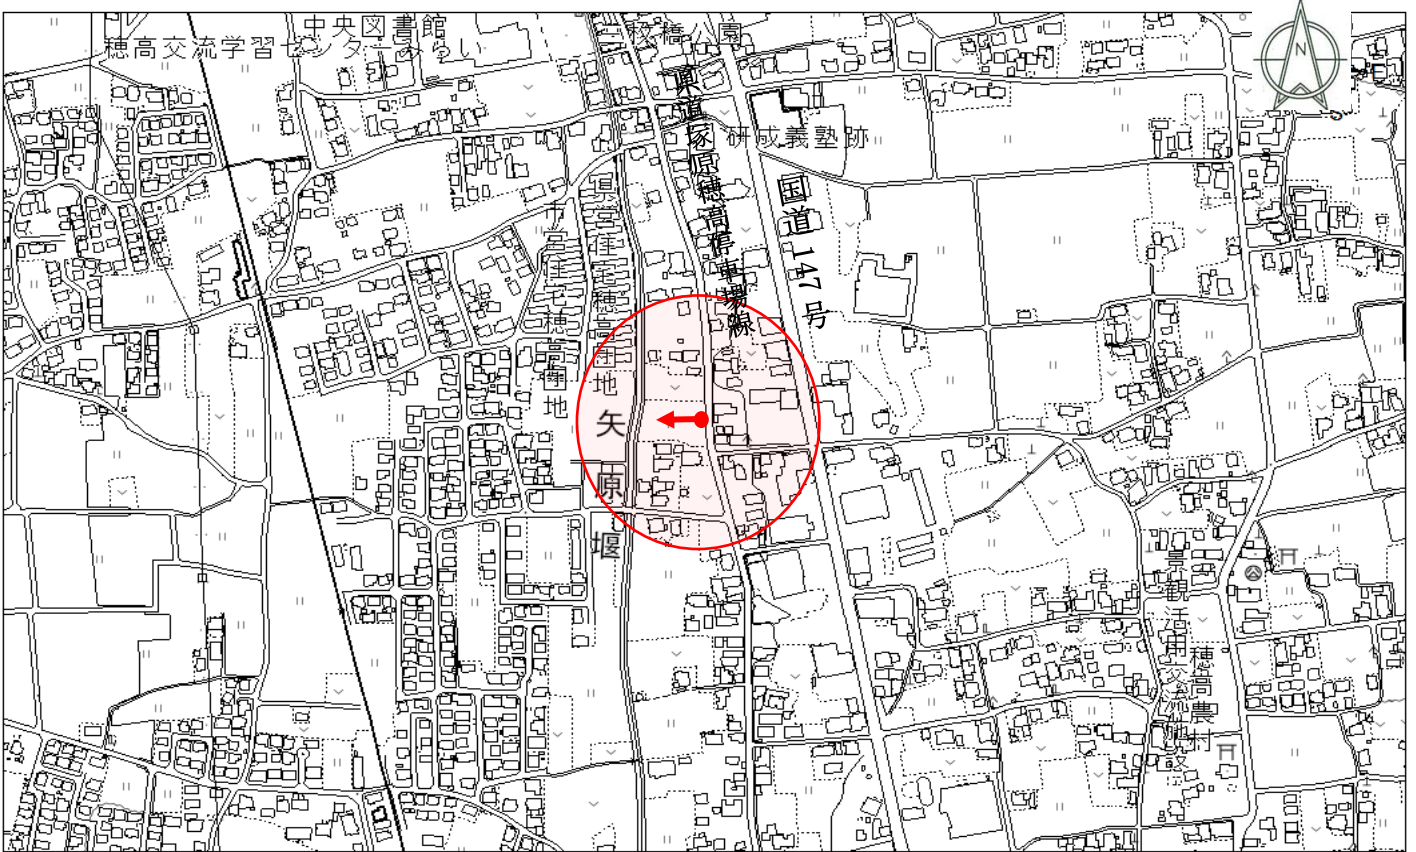 中央図書館
穂高交流学習センターみらい
三枚橋公園
N
県道塚原穂高停車場線
研成義塾跡
国道147号
県営住宅穂高団地
市営住宅穂高団地
矢原堰
景観活用交流施設
穂高農村